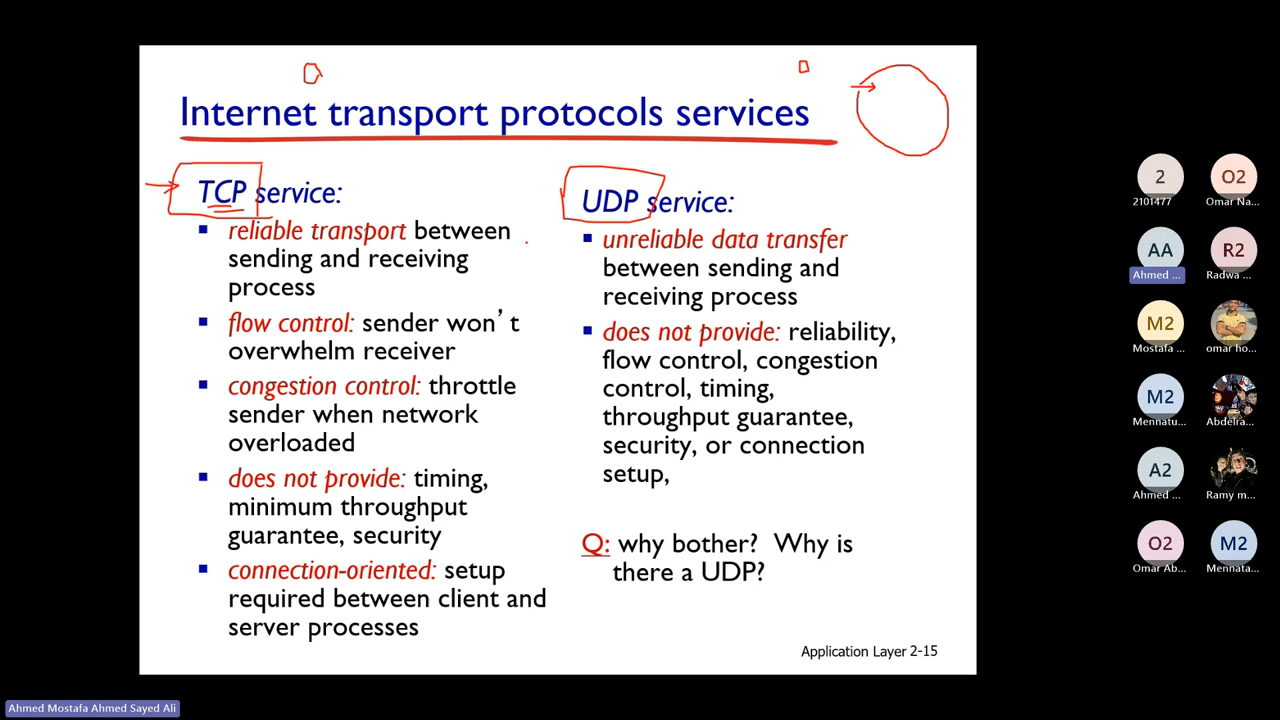 Internet transport protocols services
TCP service:
▪ reliable transport between
sending and receiving
process
▪ flow control: sender won’t
overwhelm receiver
▪ congestion control: throttle
sender when network
overloaded
▪ does not provide: timing,
minimum throughput
guarantee, security
▪ connection-oriented: setup
required between client and
server processes
UDP service:
▪ unreliable data transfer
between sending and
receiving process
▪ does not provide: reliability,
flow control, congestion
control, timing,
throughput guarantee,
security, or connection
setup,
Q: why bother? Why is
there a UDP?
Application Layer 2-15
2 O2
2101477 Omar Na...
AA R2
Ahmed ... Radwa ...
M2
Mostafa ... omar ho...
M2
Mennatu... Abdelra...
A2
Ahmed ... Ramy m...
O2 M2
Omar Ab... Mennata...
Ahmed Mostafa Ahmed Sayed Ali